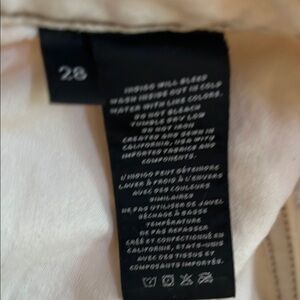 28
INDIGO WILL BLEED
WASH INSIDE OUT IN COLD
WATER WITH LIKE COLORS.
DO NOT BLEACH
TUMBLE DRY LOW
DO NOT IRON
CREATED AND SEWN IN
CALIFORNIA, USA WITH
IMPORTED FABRICS AND
COMPONENTS.
L'INDIGO PEUT DÉTEINDRE
LAVER À FROID À L'ENVERS
AVEC DES COULEURS
SIMILAIRES
NE PAS UTILISER DE JAVEL
SÉCHAGE À BASSE
TEMPÉRATURE
NE PAS REPASSER
CRÉÉ ET CONFECTIONNÉ EN
CALIFORNIE, ETATS-UNIS
AVEC DES TISSUS ET
COMPOSANTS IMPORTÉS.